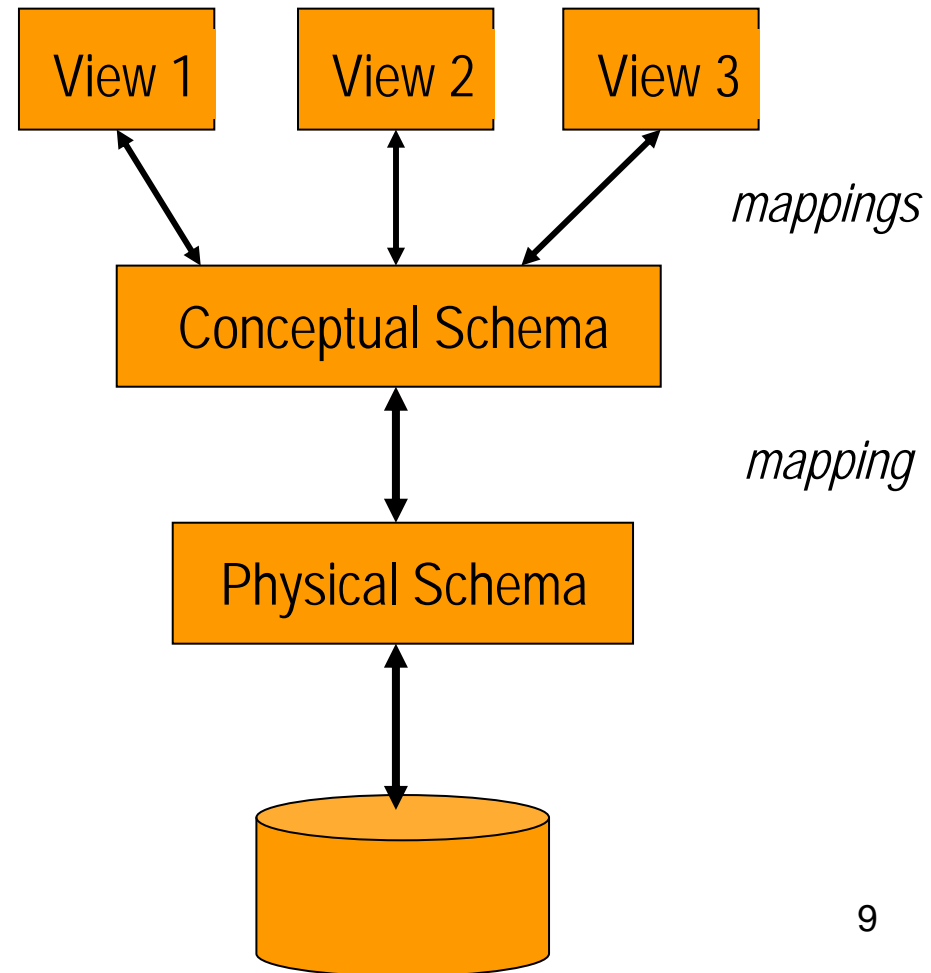 View 1 View 2 View 3
mappings
Conceptual Schema
mapping
Physical Schema
9